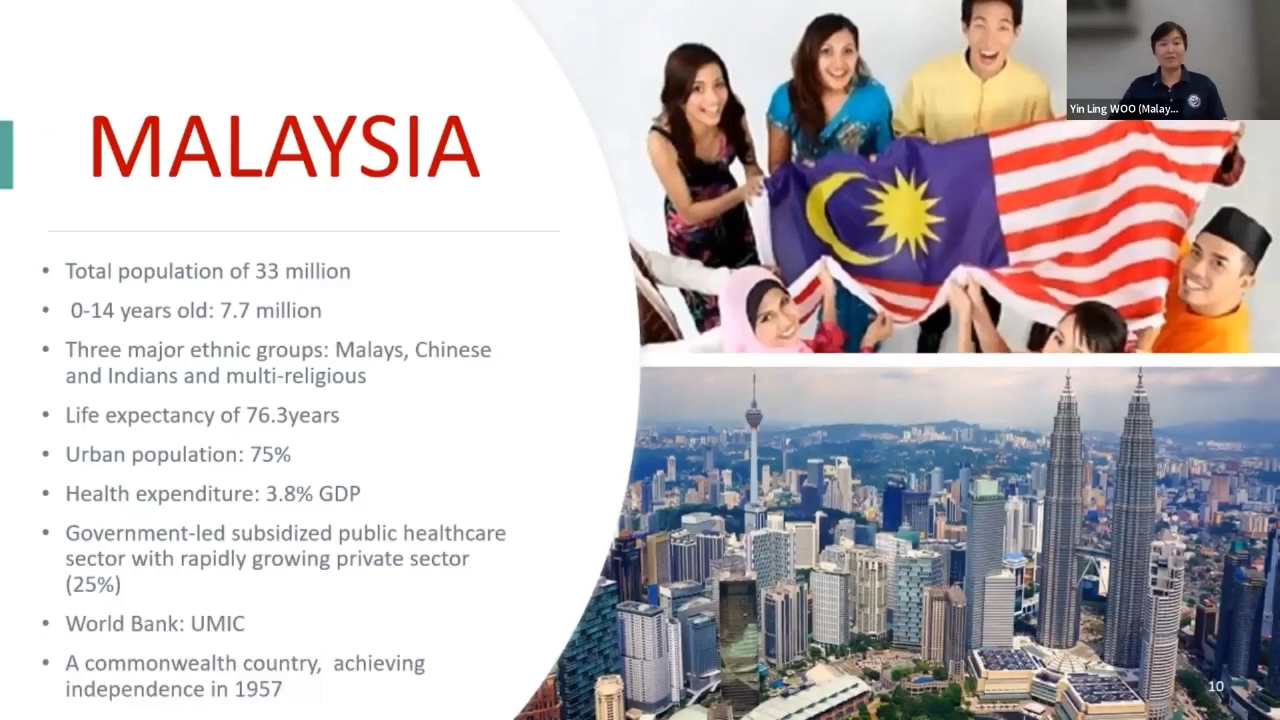 Yin Ling WOO (Malay...
MALAYSIA
• Total population of 33 million
• 0-14 years old: 7.7 million
• Three major ethnic groups: Malays, Chinese
and Indians and multi-religious
• Life expectancy of 76.3years
• Urban population: 75%
• Health expenditure: 3.8% GDP
• Government-led subsidized public healthcare
sector with rapidly growing private sector
(25%)
• World Bank: UMIC
• A commonwealth country, achieving
independence in 1957
10